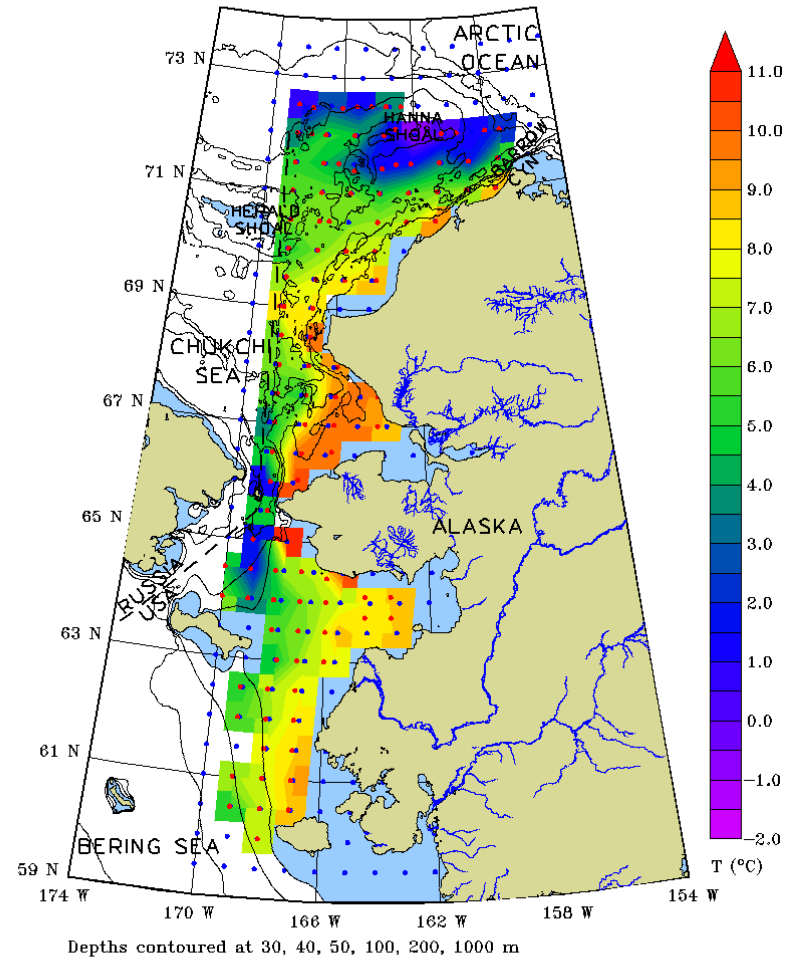 ARCTIC
OCEAN
73 N
11.0
HANNA
SHOAL
10.0
BARROW
CYN
71 N
9.0
HERALD
SHOAL
8.0
69 N
7.0
CHUKCHI
SEA
6.0
67 N
5.0
4.0
65 N
ALASKA
3.0
RUSSIA
USA
2.0
63 N
1.0
0.0
61 N
-1.0
BERING SEA
-2.0
59 N
T (°C)
174 W
170 W
166 W
162 W
158 W
154 W
Depths contoured at 30, 40, 50, 100, 200, 1000 m